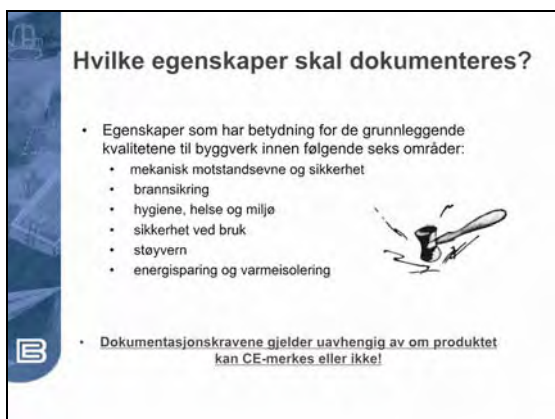 Hvilke egenskaper skal dokumenteres?
• Egenskaper som har betydning for de grunnleggende
kvalitetene til byggverk innen følgende seks områder:
• mekanisk motstandsevne og sikkerhet
• brannsikring
• hygiene, helse og miljø
• sikkerhet ved bruk
• støyvern
• energisparing og varmeisolering
• Dokumentasjonskravene gjelder uavhengig av om produktet
kan CE-merkes eller ikke!